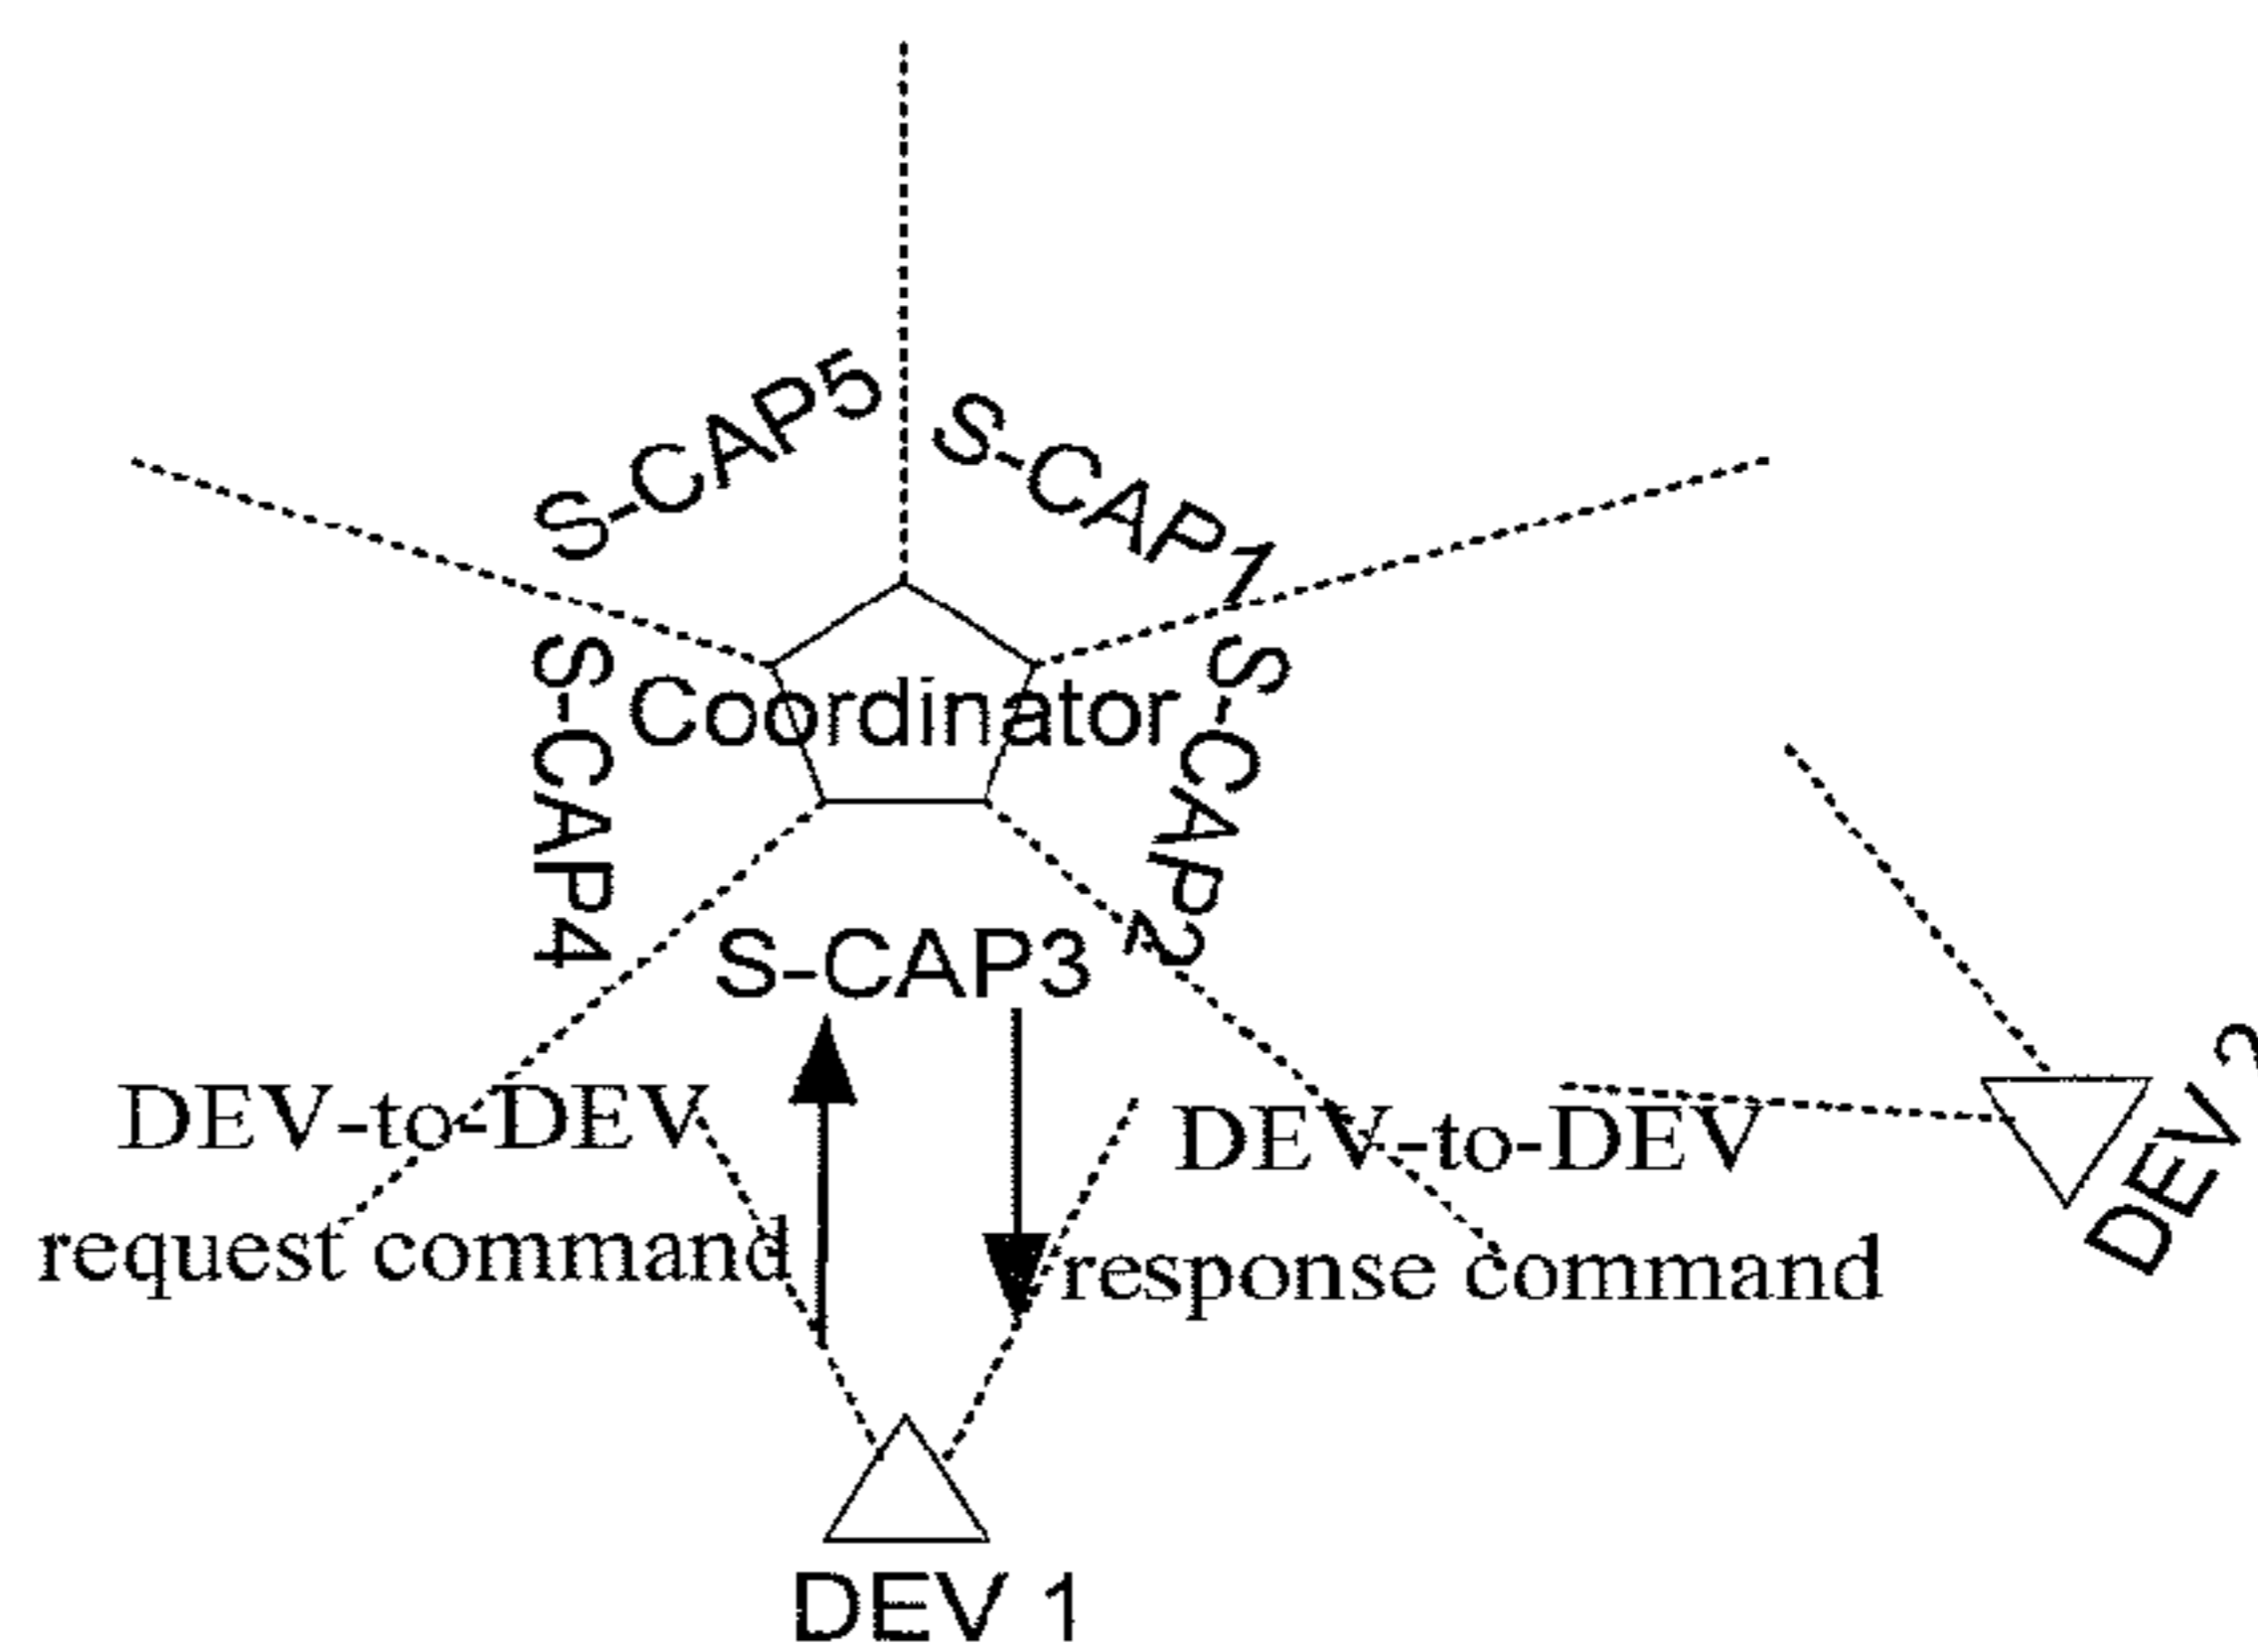 S-CAP5
S-CAP1
S-CAP4
Coordinator
S-CAP2
S-CAP3
DEV-to-DEV
request command
DEV-to-DEV
response command
DEV
DEV 1